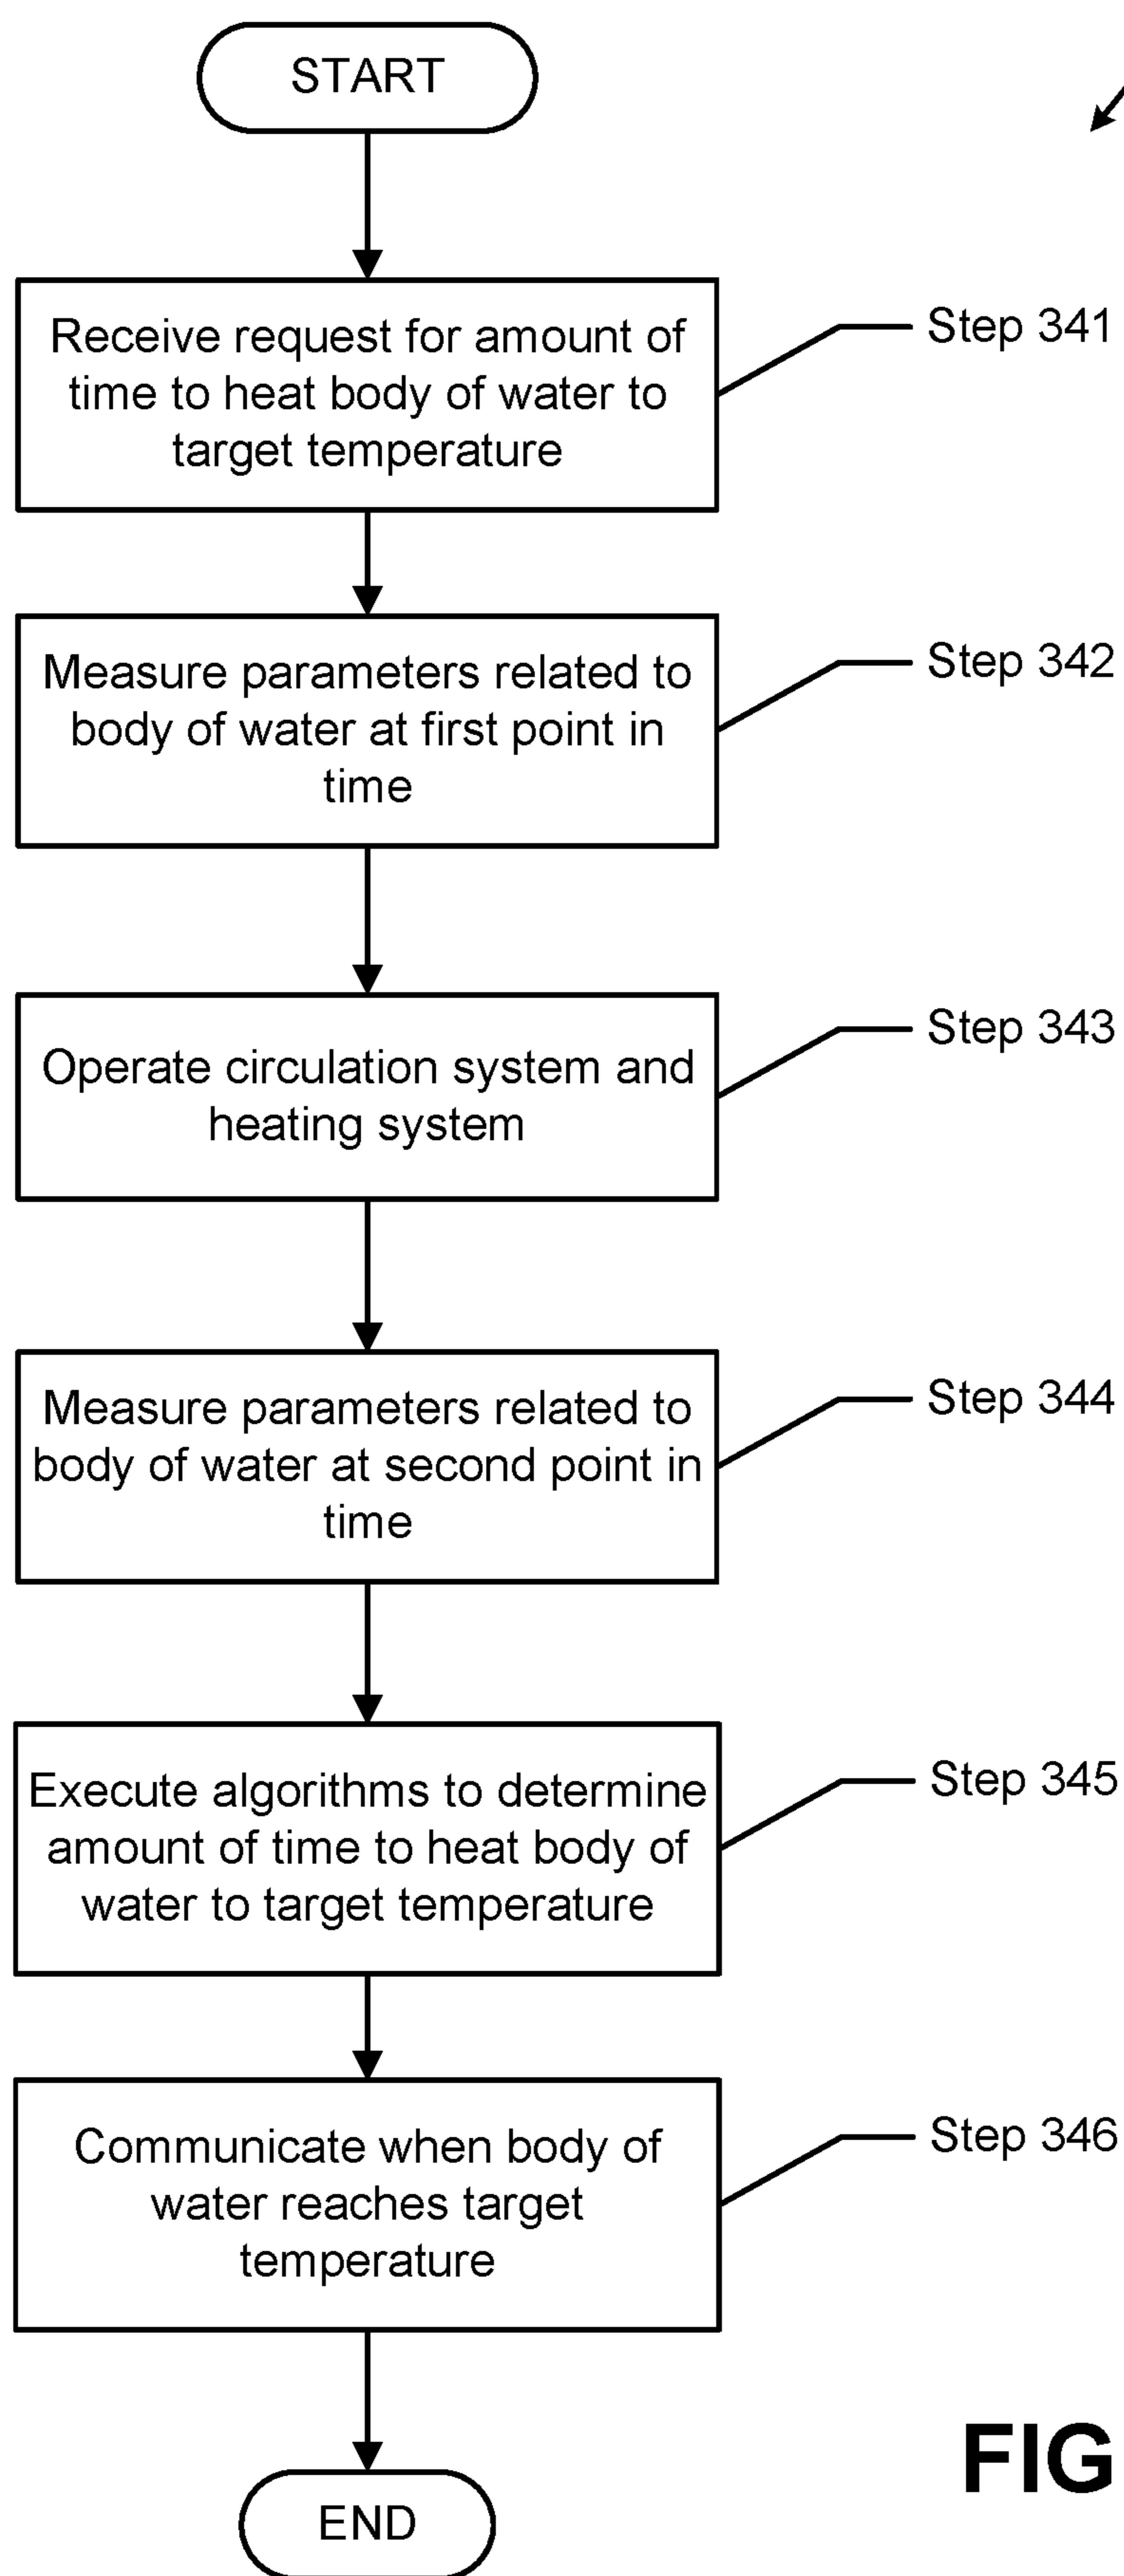 START
Receive request for amount of
time to heat body of water to
target temperature
Step 341
Measure parameters related to
body of water at first point in
time
Step 342
Operate circulation system and
heating system
Step 343
Measure parameters related to
body of water at second point in
time
Step 344
Execute algorithms to determine
amount of time to heat body of
water to target temperature
Step 345
Communicate when body of
water reaches target
temperature
Step 346
END
FIG